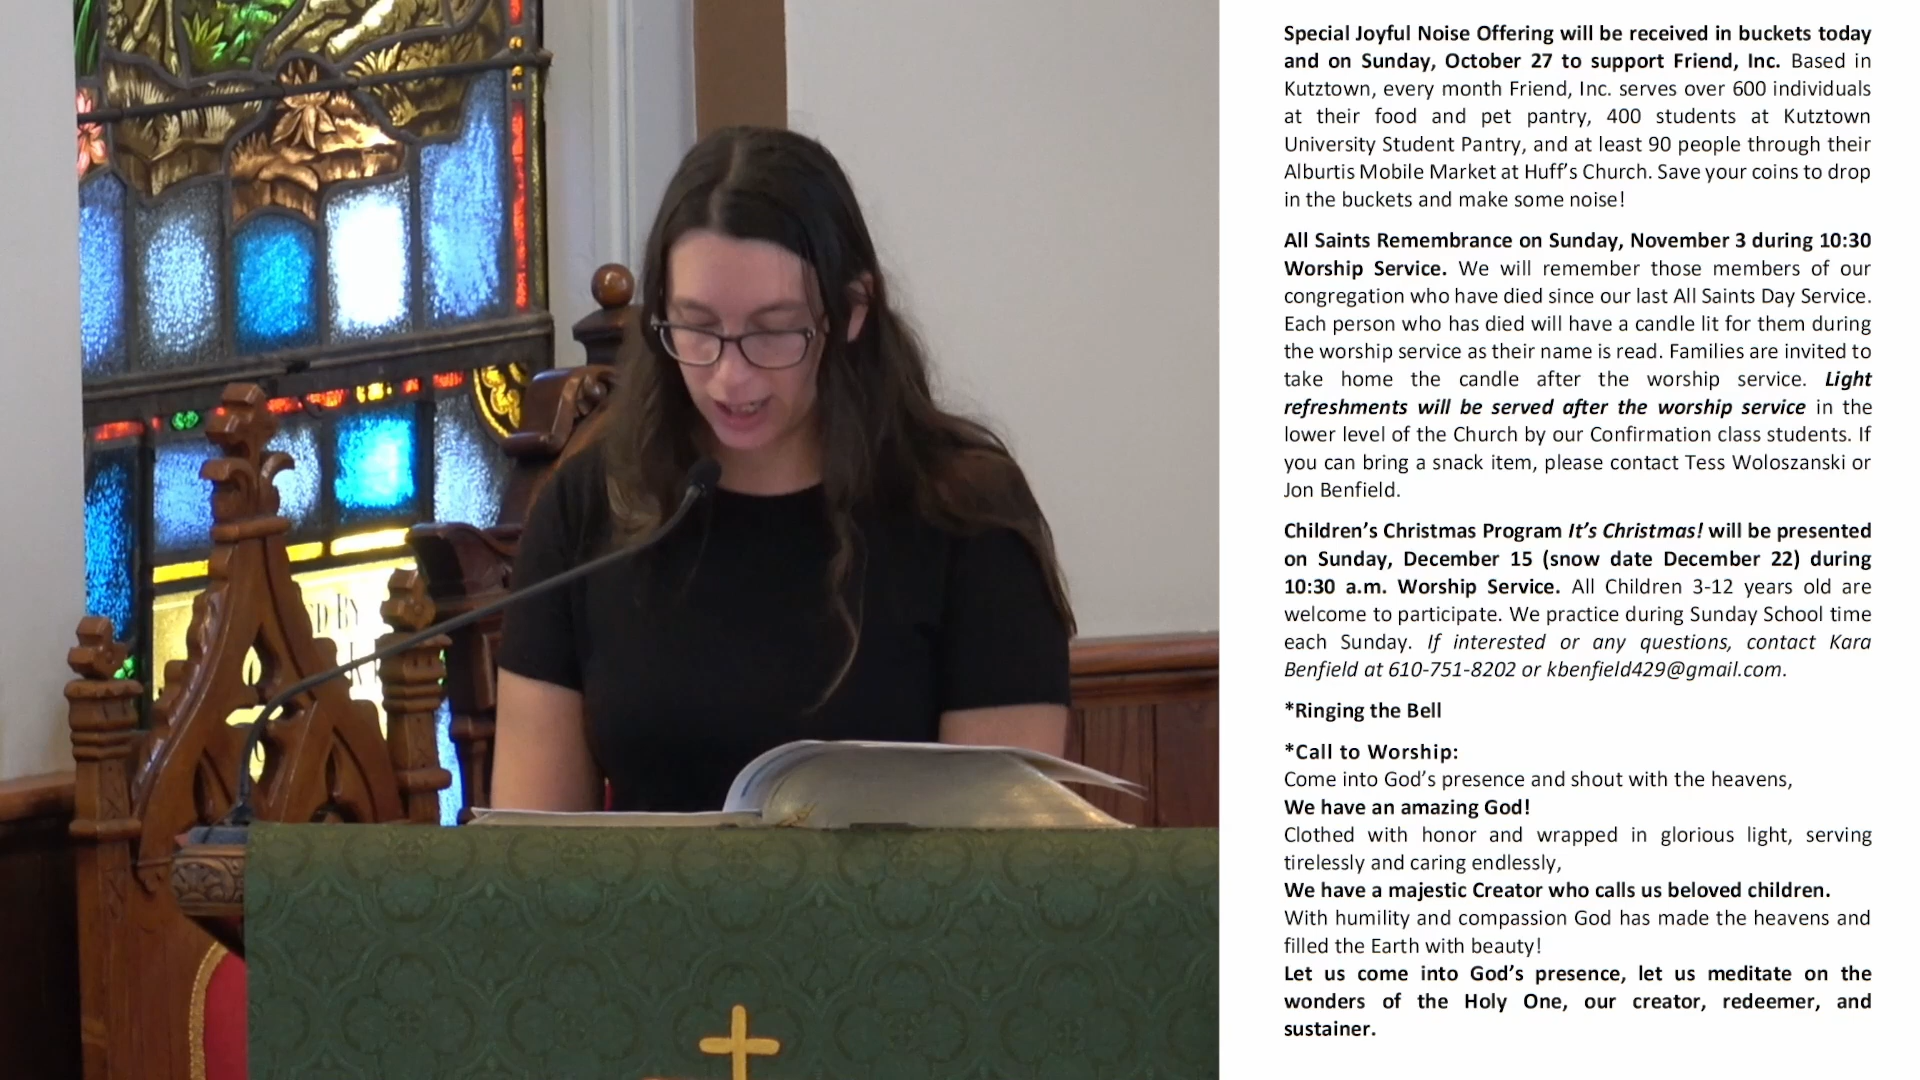 D BY
Special Joyful Noise Offering will be received in buckets today
and on Sunday, October 27 to support Friend, Inc. Based in
Kutztown, every month Friend, Inc. serves over 600 individuals
at their food and pet pantry, 400 students at Kutztown
University Student Pantry, and at least 90 people through their
Alburtis Mobile Market at Huff’s Church. Save your coins to drop
in the buckets and make some noise!
All Saints Remembrance on Sunday, November 3 during 10:30
Worship Service. We will remember those members of our
congregation who have died since our last All Saints Day Service.
Each person who has died will have a candle lit for them during
the worship service as their name is read. Families are invited to
take home the candle after the worship service. Light
refreshments will be served after the worship service in the
lower level of the Church by our Confirmation class students. If
you can bring a snack item, please contact Tess Woloszanski or
Jon Benfield.
Children’s Christmas Program It’s Christmas! will be presented
on Sunday, December 15 (snow date December 22) during
10:30 a.m. Worship Service. All Children 3-12 years old are
welcome to participate. We practice during Sunday School time
each Sunday. If interested or any questions, contact Kara
Benfield at 610-751-8202 or kbenfield429@gmail.com.
*Ringing the Bell
*Call to Worship:
Come into God’s presence and shout with the heavens,
We have an amazing God!
Clothed with honor and wrapped in glorious light, serving
tirelessly and caring endlessly,
We have a majestic Creator who calls us beloved children.
With humility and compassion God has made the heavens and
filled the Earth with beauty!
Let us come into God’s presence, let us meditate on the
wonders of the Holy One, our creator, redeemer, and
sustainer.